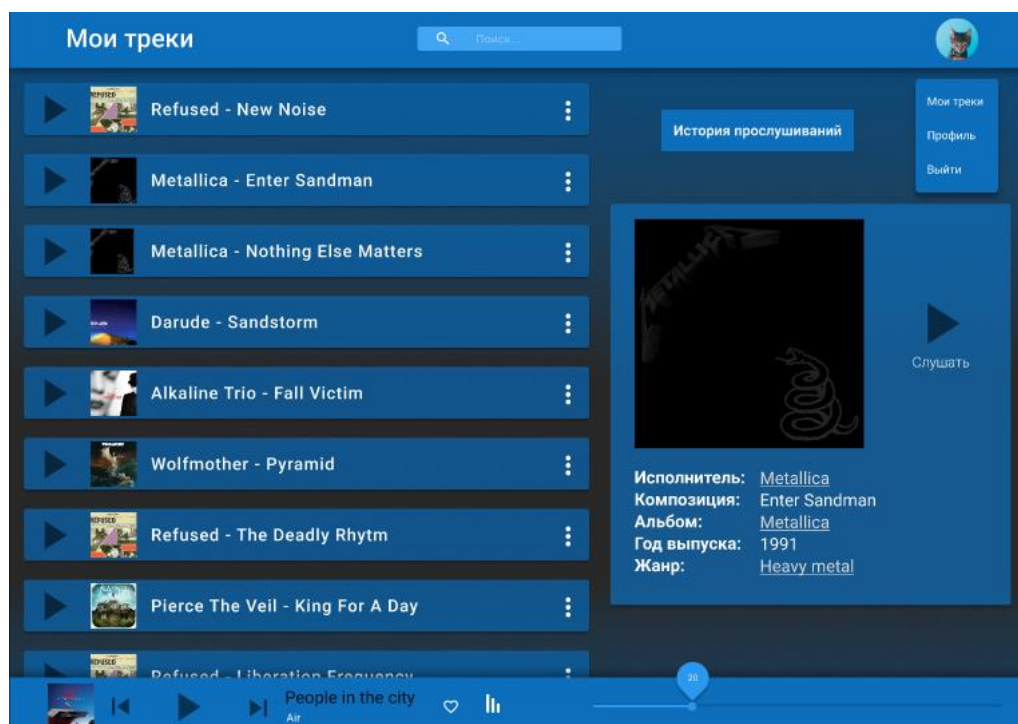 Мои треки
Поиск...
Refused - New Noise
Metallica - Enter Sandman
Metallica - Nothing Else Matters
Darude - Sandstorm
Alkaline Trio - Fall Victim
Wolfmother - Pyramid
Refused - The Deadly Rhytm
Pierce The Veil - King For A Day
Refused - Liberation Frequency
История прослушиваний
Мои треки
Профиль
Выйти
METALLICA
Слушать
Исполнитель: Metallica
Композиция: Enter Sandman
Альбом: Metallica
Год выпуска: 1991
Жанр: Heavy metal
People in the city
Air
20